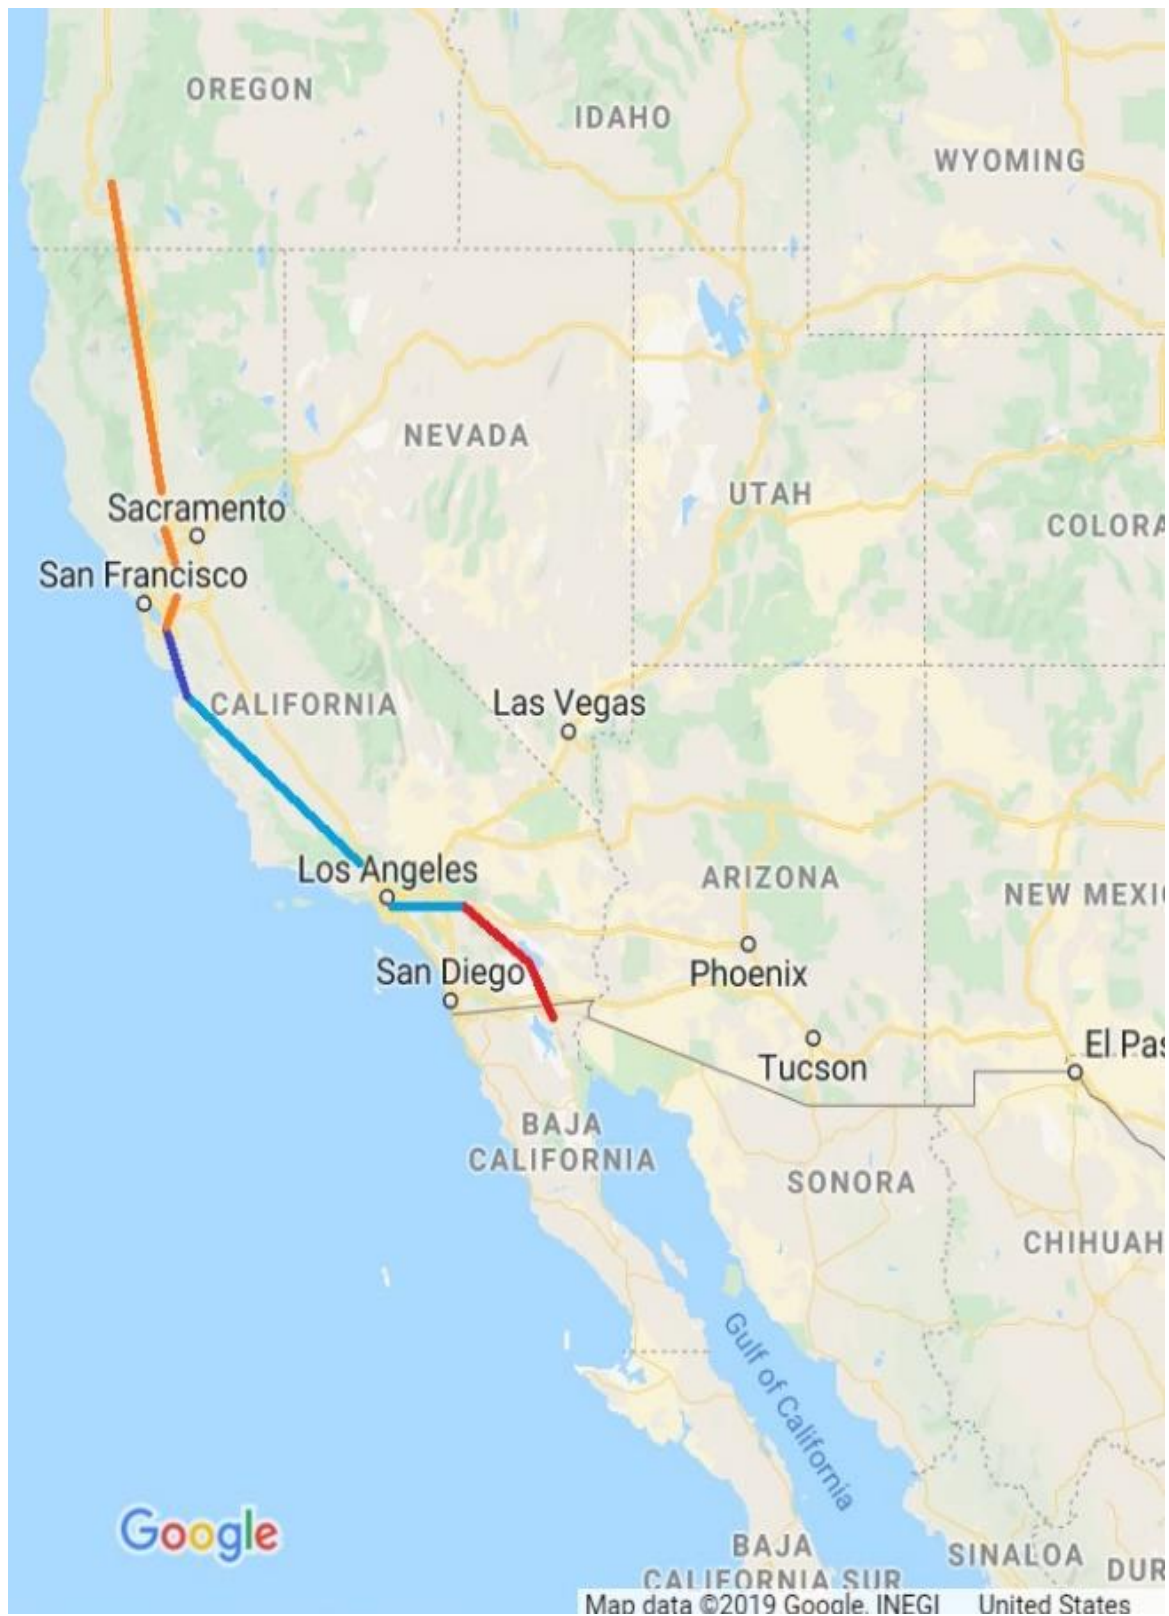 OREGON
IDAHO
WYOMING
NEVADA
UTAH
COLORA
Sacramento
San Francisco
CALIFORNIA
Las Vegas
Los Angeles
ARIZONA
NEW MEXIC
San Diego
Phoenix
Tucson
El Pas
BAJA
CALIFORNIA
SONORA
CHIHUAH
Gulf of California
Google
BAJA
CALIFORNIA SUR
SINALOA
DUR
Map data ©2019 Google, INEGI United States